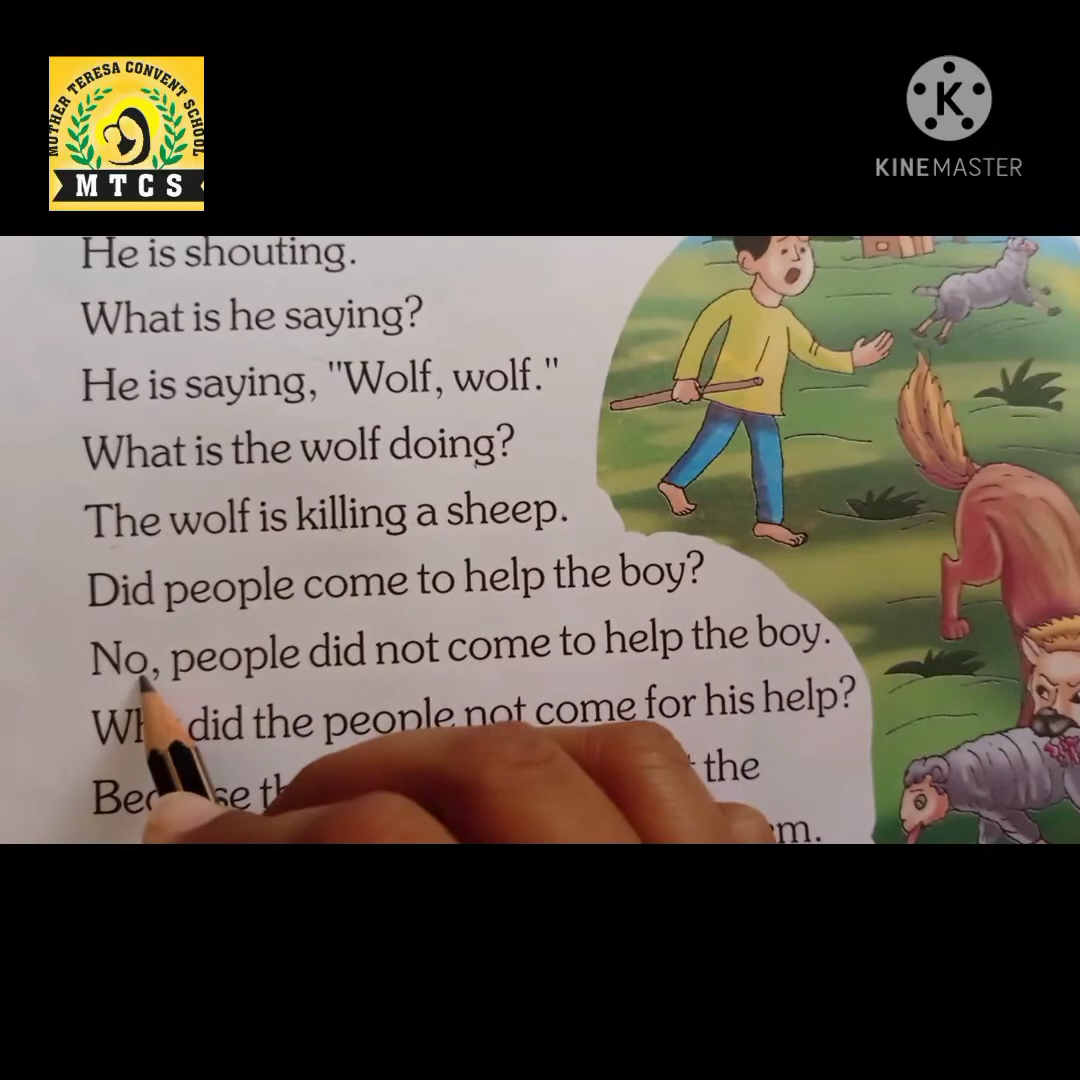 MOTHER TERESA CONVENT SCHOOL
MTCS
K
KINEMASTER
He is shouting.
What is he saying?
He is saying, "Wolf, wolf."
What is the wolf doing?
The wolf is killing a sheep.
Did people come to help the boy?
No, people did not come to help the boy.
did the people not come for his help?
the